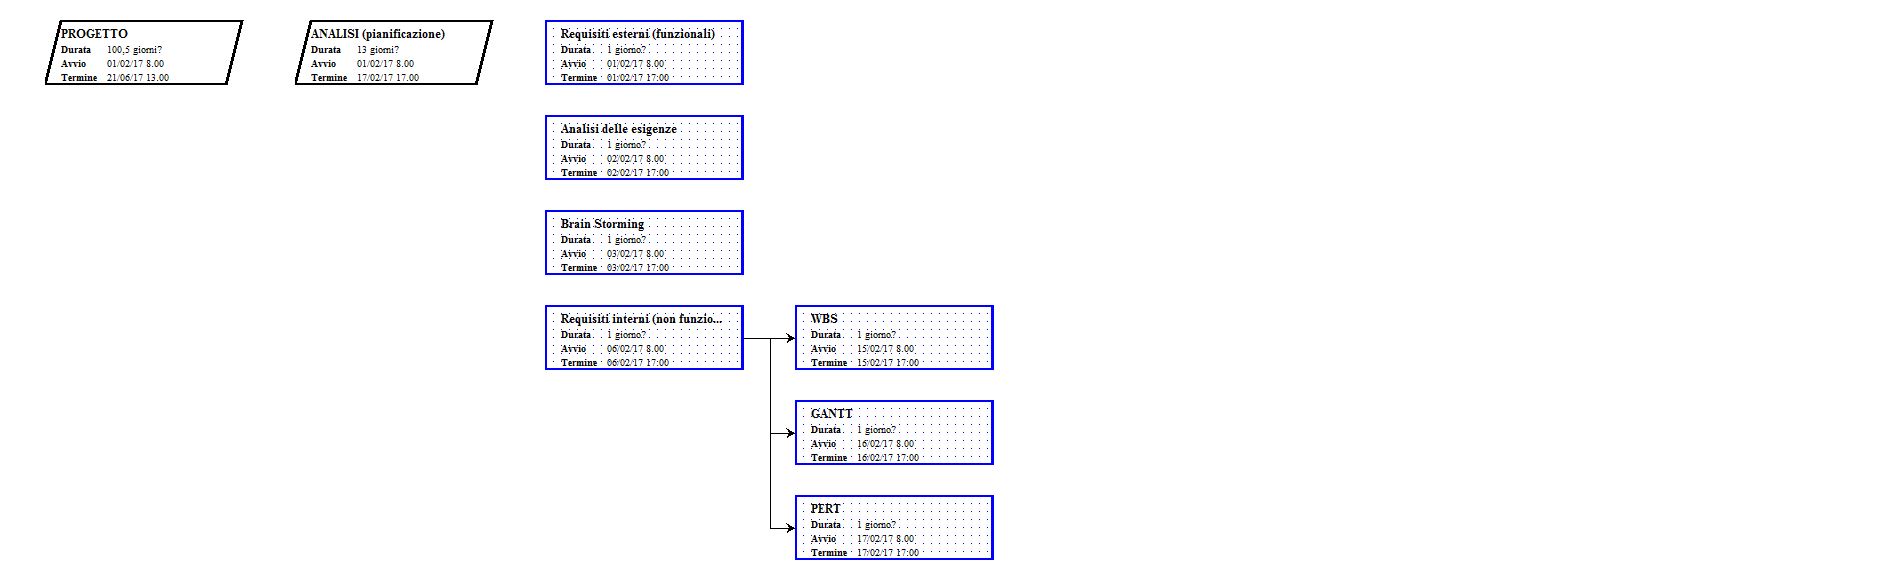 PROGETTO
Durata 100,5 giorni?
Avvio 01/02/17 8.00
Termine 21/06/17 13.00
ANALISI (pianificazione)
Durata 13 giorni?
Avvio 01/02/17 8.00
Termine 17/02/17 17.00
Requisiti esterni (funzionali)
Durata 1 giorno?
Avvio 01/02/17 8.00
Termine 01/02/17 17:00
Analisi delle esigenze
Durata 1 giorno?
Avvio 02/02/17 8.00
Termine 02/02/17 17:00
Brain Storming
Durata 1 giorno?
Avvio 03/02/17 8.00
Termine 03/02/17 17:00
Requisiti interni (non funzio...
Durata 1 giorno?
Avvio 06/02/17 8.00
Termine 06/02/17 17:00
WBS
Durata 1 giorno?
Avvio 15/02/17 8.00
Termine 15/02/17 17:00
GANTT
Durata 1 giorno?
Avvio 16/02/17 8.00
Termine 16/02/17 17:00
PERT
Durata 1 giorno?
Avvio 17/02/17 8.00
Termine 17/02/17 17:00